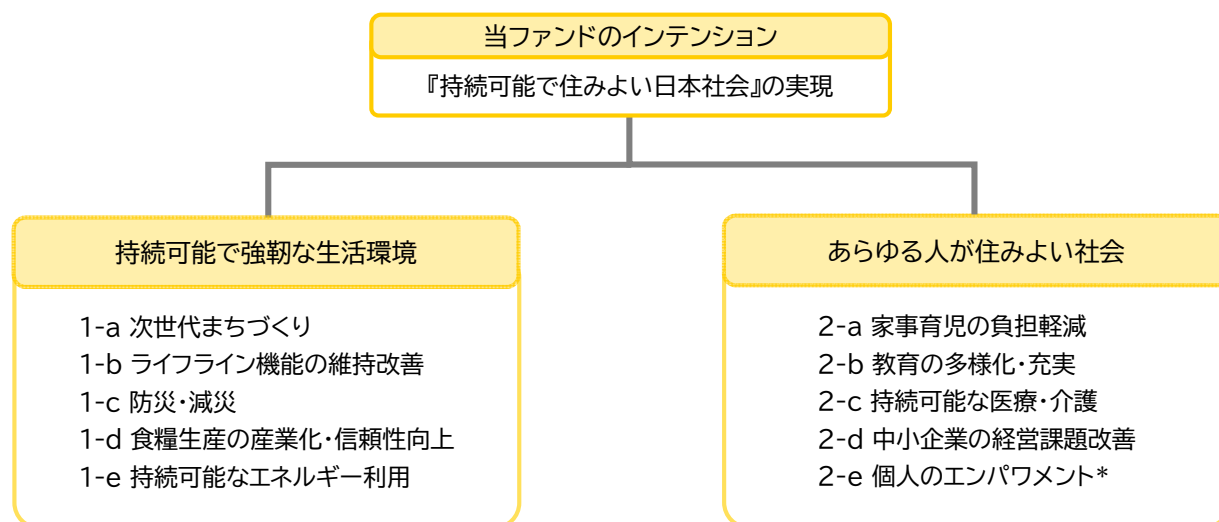 当ファンドのインテンション
『持続可能で住みよい日本社会』の実現
持続可能で強靭な生活環境
1-a 次世代まちづくり
1-b ライフライン機能の維持改善
1-c 防災・減災
1-d 食糧生産の産業化・信頼性向上
1-e 持続可能なエネルギー利用
あらゆる人が住みよい社会
2-a 家事育児の負担軽減
2-b 教育の多様化・充実
2-c 持続可能な医療・介護
2-d 中小企業の経営課題改善
2-e 個人のエンパワメント*